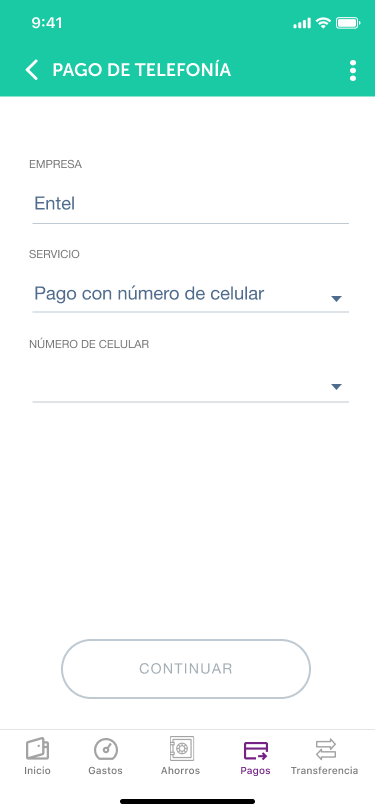 9:41
PAGO DE TELEFONÍA
EMPRESA
Entel
SERVICIO
Pago con número de celular
NÚMERO DE CELULAR
CONTINUAR
Inicio Gastos Ahorros Pagos Transferencia